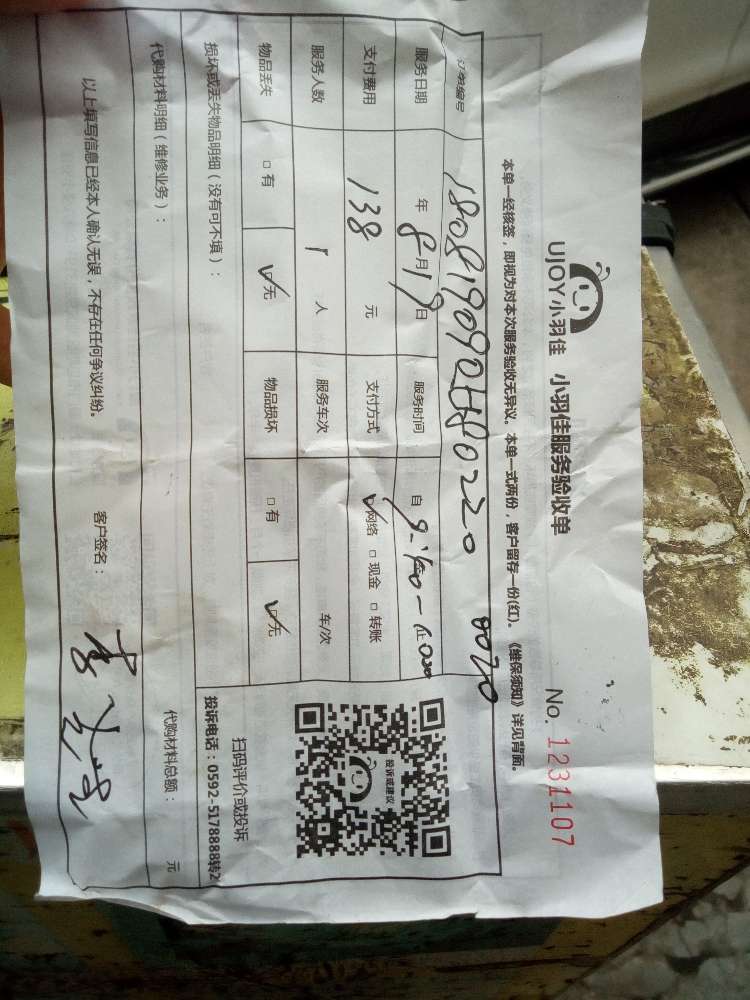 UJOY小羽佳 小羽佳服务验收单
No. 1231107
本单一经核签，即视为对本次服务验收无异议。本单一式两份，客户留存一份(红)。《维保须知》详见背面。
订单编号 180819090 0220 0020
服务日期 年 8月19日 服务时间 自
支付费用 138 元 支付方式 ☑网络 □现金 □转账
服务人数 1 人 服务车次 车/次
物品丢失 □有 ☑无 物品损坏 □有 ☑无
投诉或建议
扫码评价或投诉
投诉电话：0592-5178888转2
损坏或丢失物品明细（没有可不填）：
代购材料明细（维修业务）： 代购材料总额： 元
以上填写信息已经本人确认无误，不存在任何争议纠纷。 客户签名：